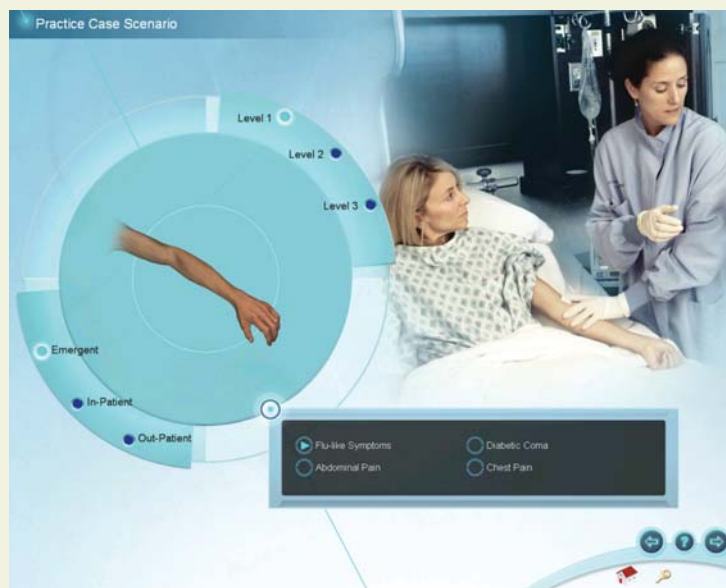 Practice Case Scenario
Level 1
Level 2
Level 3
Emergent
In-Patient
Out-Patient
Flu-like Symptoms
Diabetic Coma
Abdominal Pain
Chest Pain
?